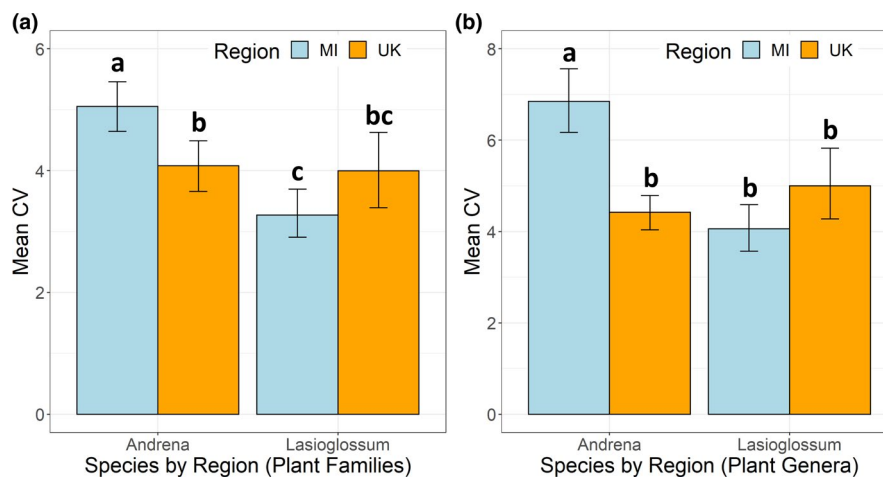 (a)
Region MI UK
6
4
2
0
Mean CV
a
b
c
bc
Andrena Lasioglossum
Species by Region (Plant Families)
(b)
Region MI UK
8
6
4
2
0
Mean CV
a
b
b
b
Andrena Lasioglossum
Species by Region (Plant Genera)